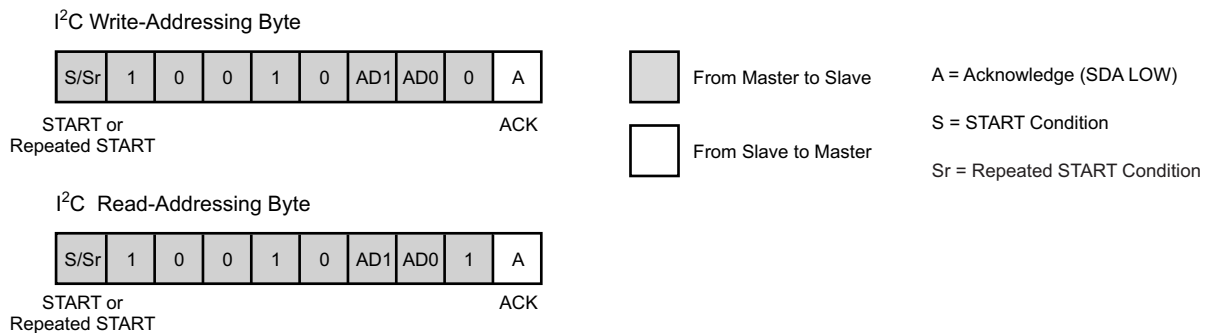 I²C Write-Addressing Byte
S/Sr 1 0 0 1 0 AD1 AD0 0 A
START or
Repeated START
ACK
I²C Read-Addressing Byte
S/Sr 1 0 0 1 0 AD1 AD0 1 A
START or
Repeated START
ACK
From Master to Slave
From Slave to Master
A = Acknowledge (SDA LOW)
S = START Condition
Sr = Repeated START Condition